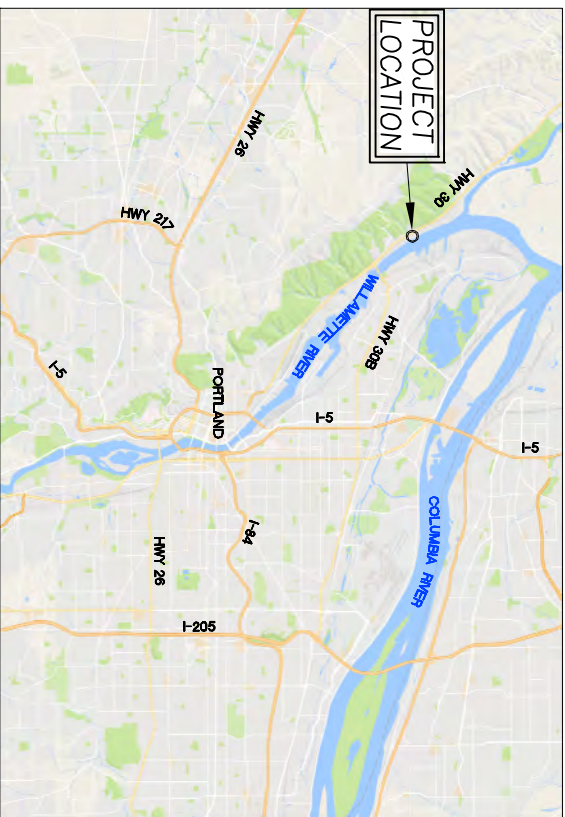 PROJECT
LOCATION
HWY 30
HWY 26
HWY 217
WILLAMETTE RIVER
HWY 30B
I-5
PORTLAND
I-5
I-5
COLUMBIA RIVER
I-84
HWY 26
I-205